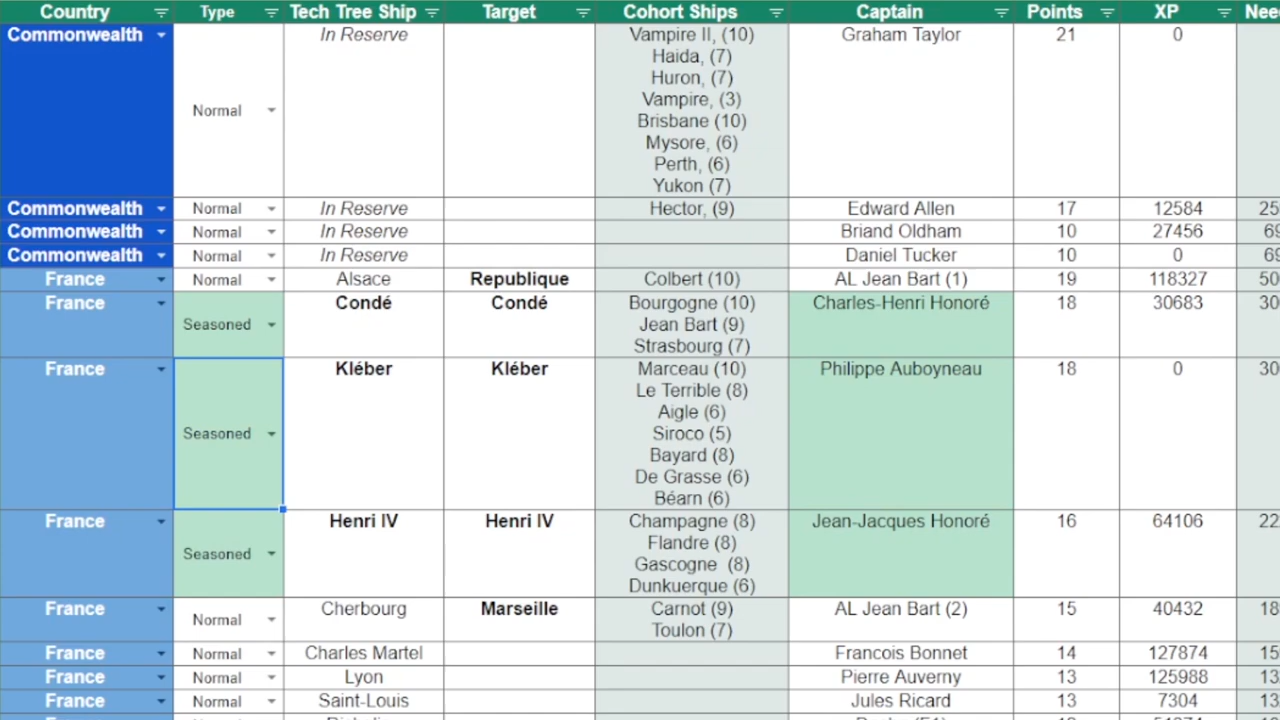 Country Type Tech Tree Ship Target Cohort Ships Captain Points XP
Commonwealth Normal In Reserve Vampire II, (10) Graham Taylor 21 0
Haida, (7)
Huron, (7)
Vampire, (3)
Brisbane (10)
Mysore, (6)
Perth, (6)
Yukon (7)
Commonwealth Normal In Reserve Hector, (9) Edward Allen 17 12584
Commonwealth Normal In Reserve Briand Oldham 10 27456
Commonwealth Normal In Reserve Daniel Tucker 10 0
France Normal Alsace Republique Colbert (10) AL Jean Bart (1) 19 118327
France Seasoned Condé Condé Bourgogne (10) Charles-Henri Honoré 18 30683
Jean Bart (9)
Strasbourg (7)
France Seasoned Kléber Kléber Marceau (10) Philippe Auboyneau 18 0
Le Terrible (8)
Aigle (6)
Siroco (5)
Bayard (8)
De Grasse (6)
Béarn (6)
France Seasoned Henri IV Henri IV Champagne (8) Jean-Jacques Honoré 16 64106
Flandre (8)
Gascogne (8)
Dunkuerque (6)
France Normal Cherbourg Marseille Carnot (9) AL Jean Bart (2) 15 40432
Toulon (7)
France Normal Charles Martel Francois Bonnet 14 127874
France Normal Lyon Pierre Auverny 13 125988
France Normal Saint-Louis Jules Ricard 13 7304